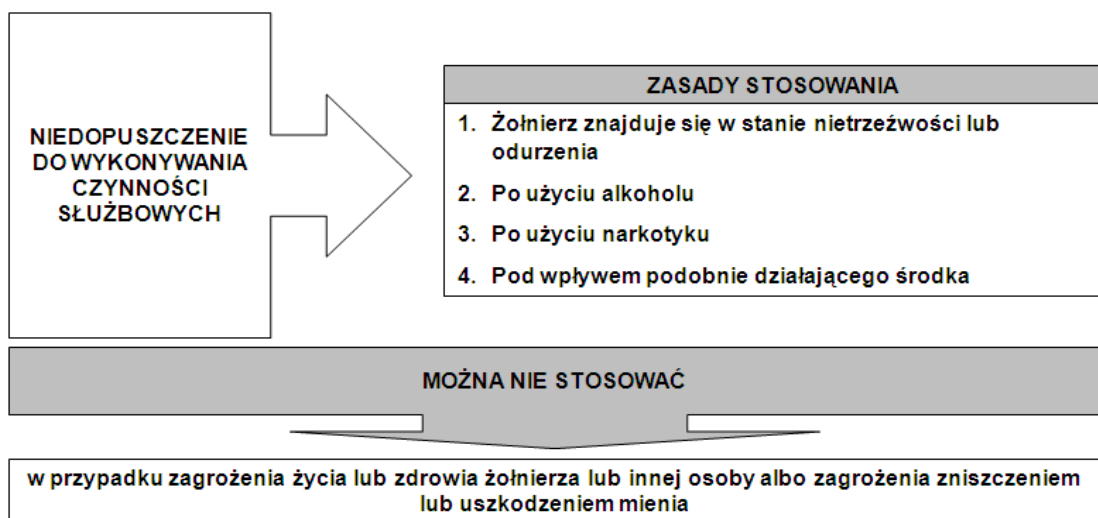 NIEDOPUSZCZENIE
DO WYKONYWANIA
CZYNNOŚCI
SŁUŻBOWYCH
ZASADY STOSOWANIA
1. Żołnierz znajduje się w stanie nietrzeźwości lub
odurzenia
2. Po użyciu alkoholu
3. Po użyciu narkotyku
4. Pod wpływem podobnie działającego środka
MOŻNA NIE STOSOWAĆ
w przypadku zagrożenia życia lub zdrowia żołnierza lub innej osoby albo zagrożenia zniszczeniem
lub uszkodzeniem mienia